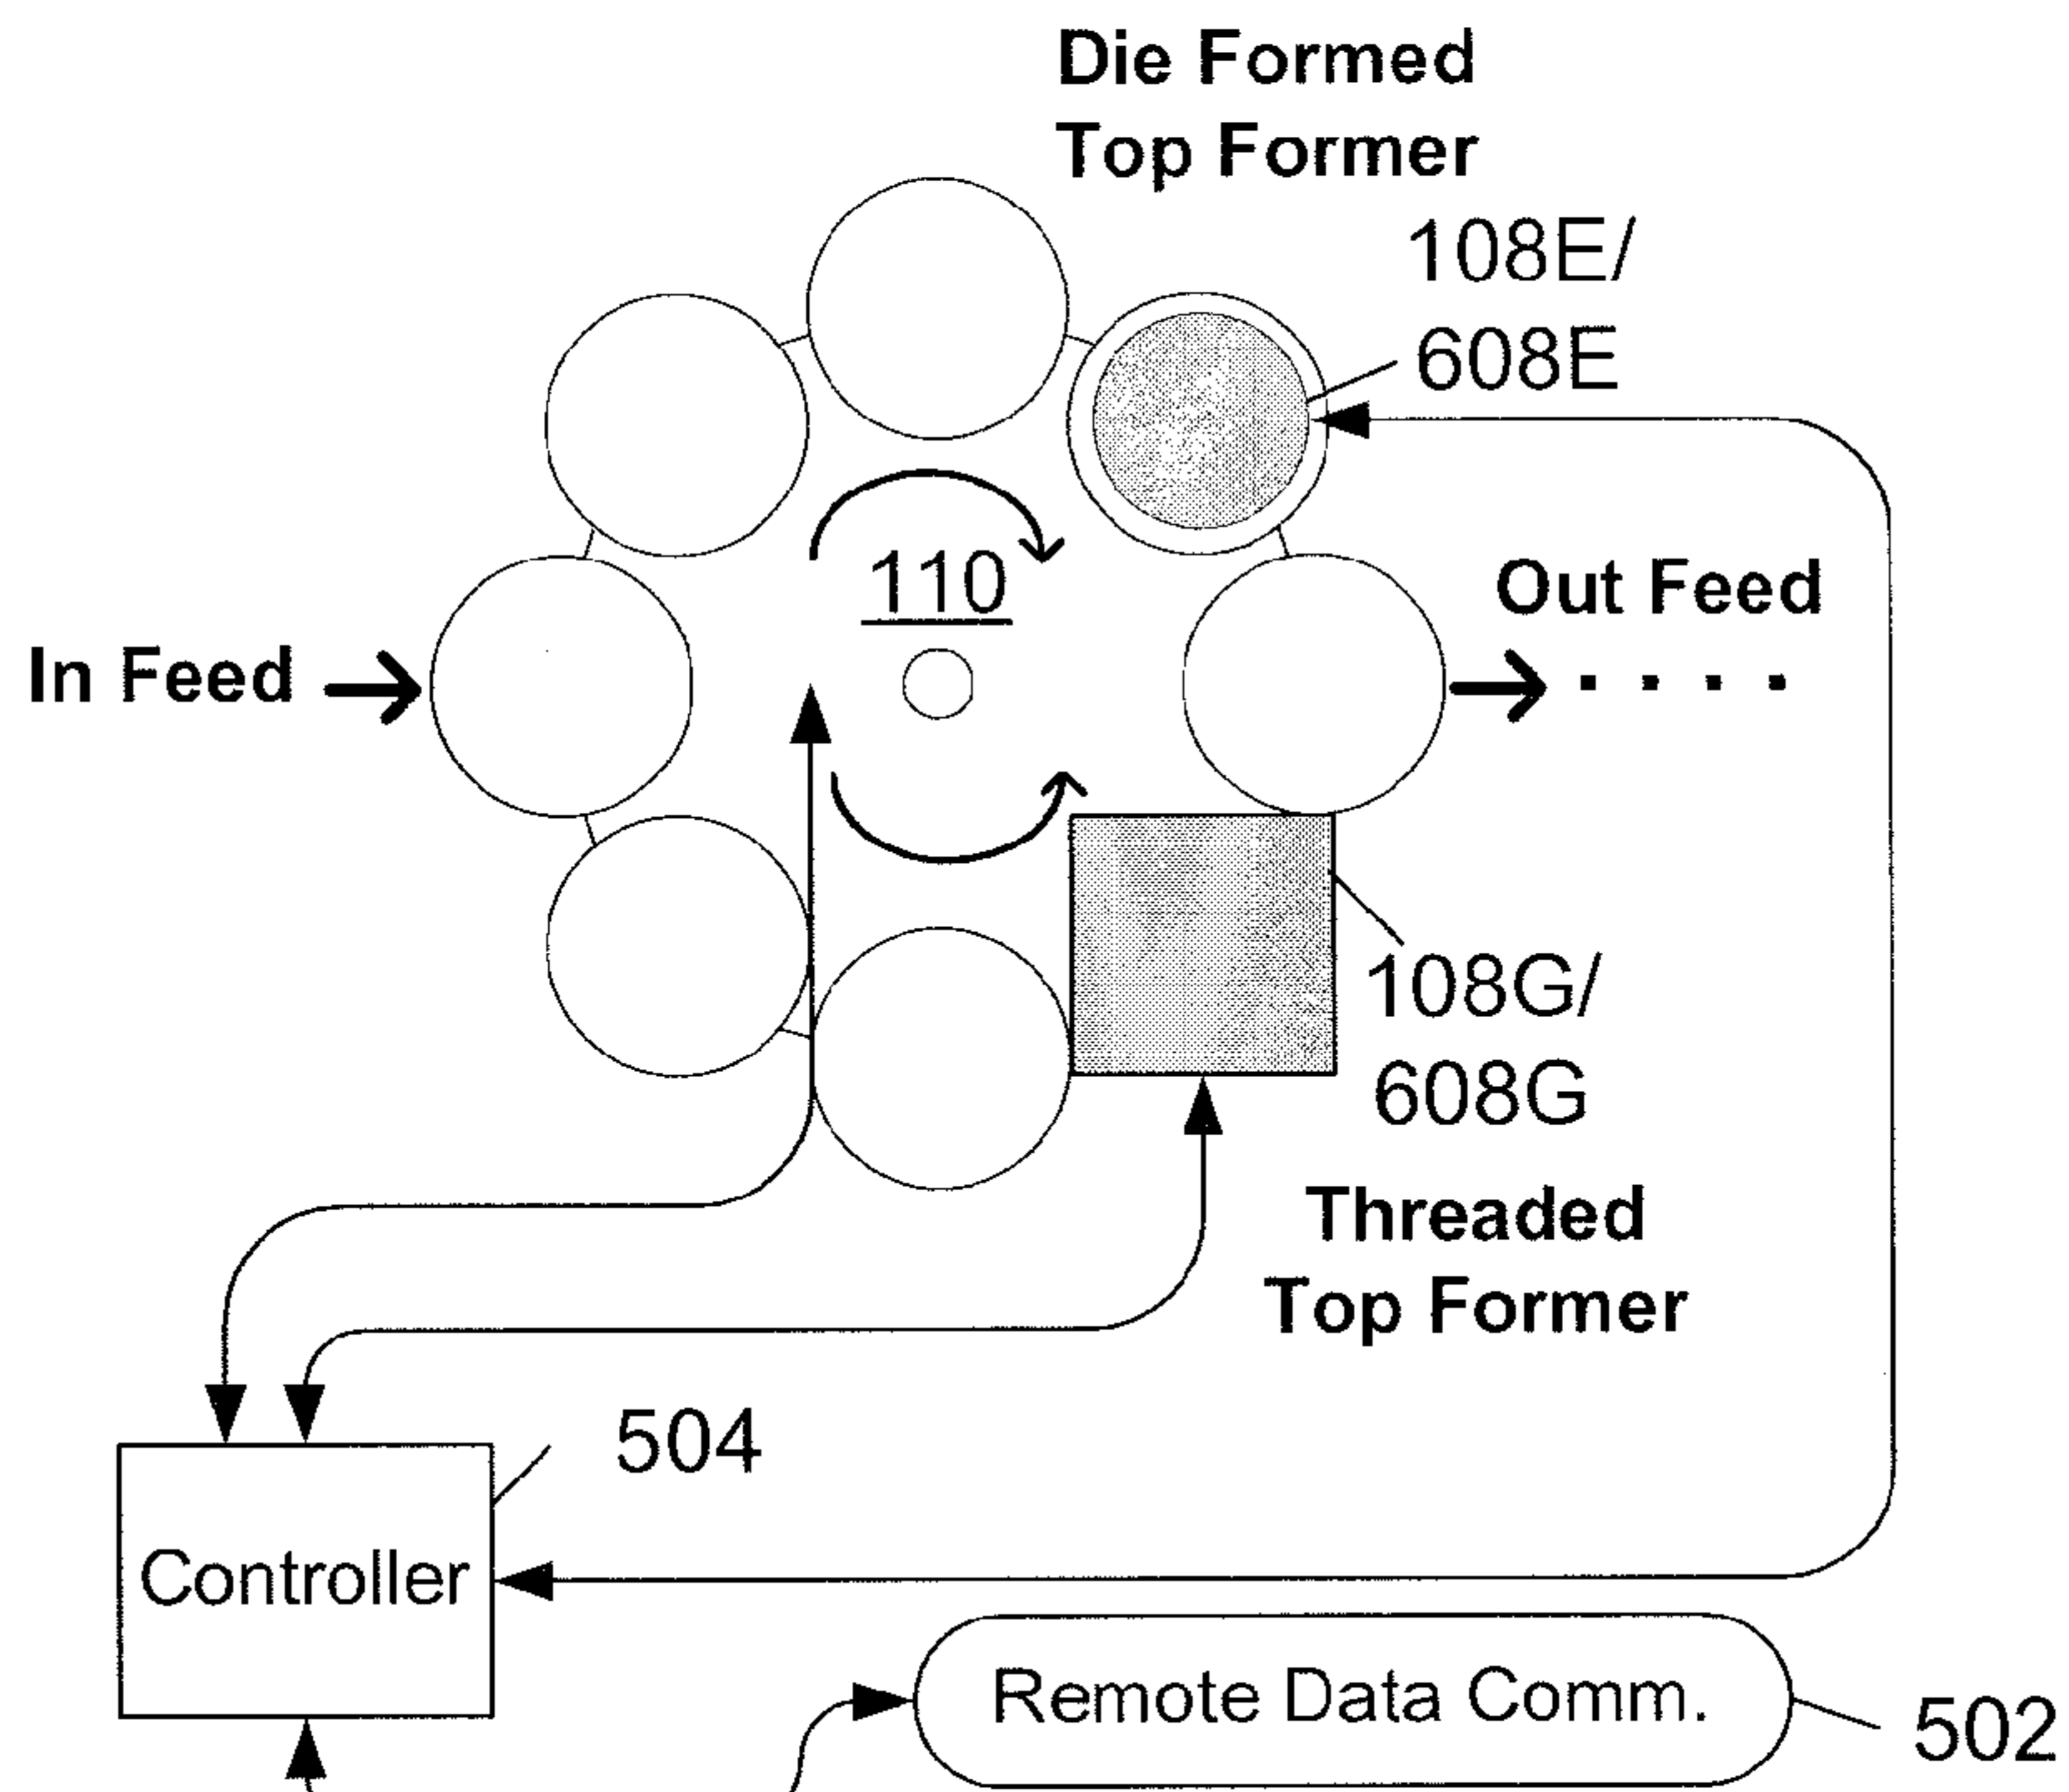 Die Formed
Top Former
108E/
608E
110
Out Feed
In Feed
108G/
608G
Threaded
Top Former
504
Controller
Remote Data Comm.
502